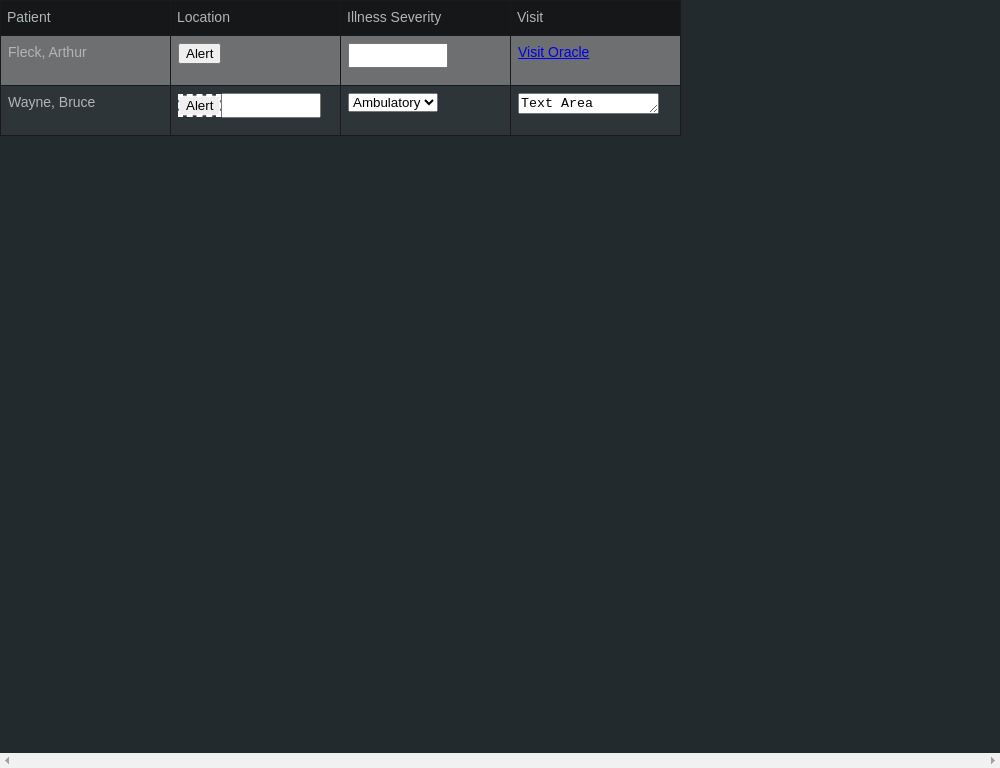 Patient Location Illness Severity Visit
Fleck, Arthur Alert Visit Oracle
Wayne, Bruce Alert Ambulatory Text Area